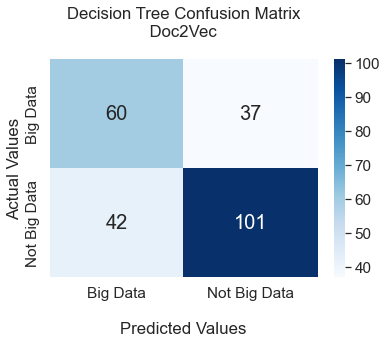 Decision Tree Confusion Matrix
Doc2Vec
Actual Values
Big Data
Not Big Data
60
37
42
101
Big Data
Not Big Data
Predicted Values
100
90
80
70
60
50
40